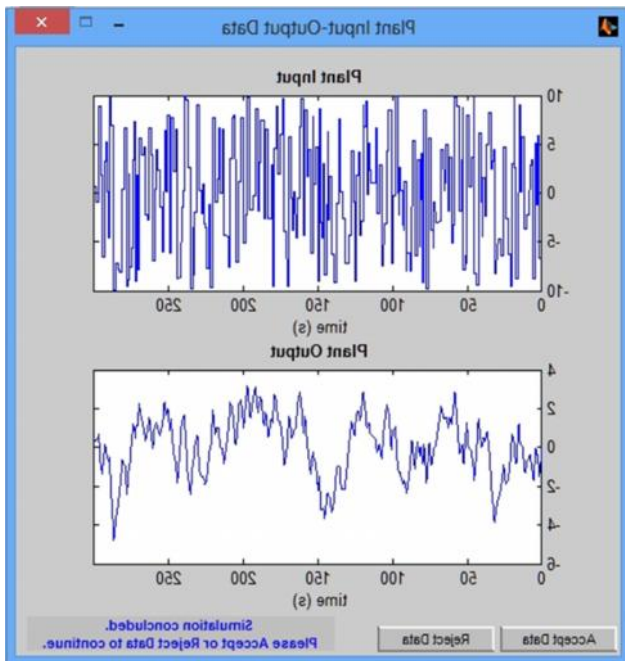 Plant Input-Output Data
Plant Input
10
5
0
-5
-10
0 50 100 150 200 250
time (s)
Plant Output
4
2
0
-2
-4
-6
0 50 100 150 200 250
time (s)
Accept Data Reject Data
Simulation concluded.
Please Accept or Reject Data to continue.